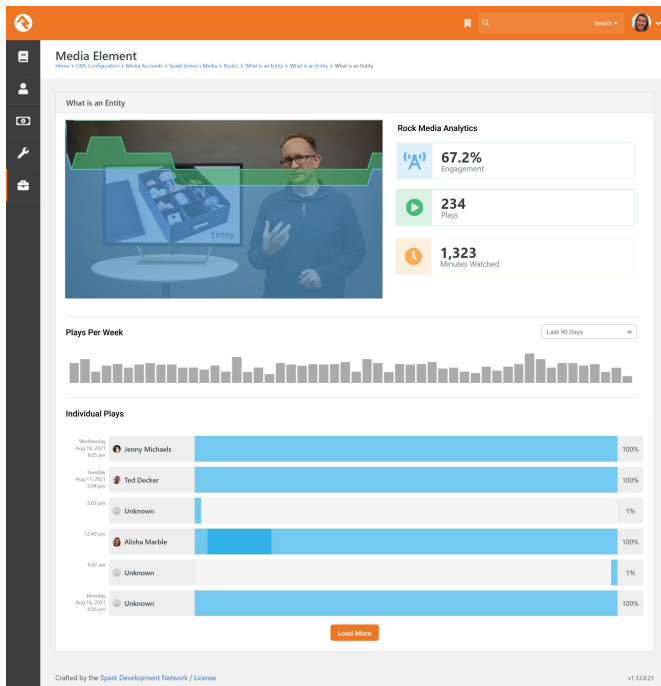 Search
Media Element
Home > CMS Configuration > Media Accounts > Spark Vimeo's Media > RockU > What is an Entity > What is an Entity > What is an Entity
What is an Entity
Entity
Rock Media Analytics
67.2%
Engagement
234
Plays
1,323
Minutes Watched
Plays Per Week
Last 90 Days
Individual Plays
Wednesday
Aug 18, 2021
8:05 am
Jenny Michaels
100%
Tuesday
Aug 17, 2021
5:04 pm
Ted Decker
100%
5:02 pm
Unknown
1%
12:49 pm
Alisha Marble
100%
9:47 am
Unknown
1%
Monday
Aug 16, 2021
4:26 pm
Unknown
100%
Load More
Crafted by the Spark Development Network / License
v1.13.0.21